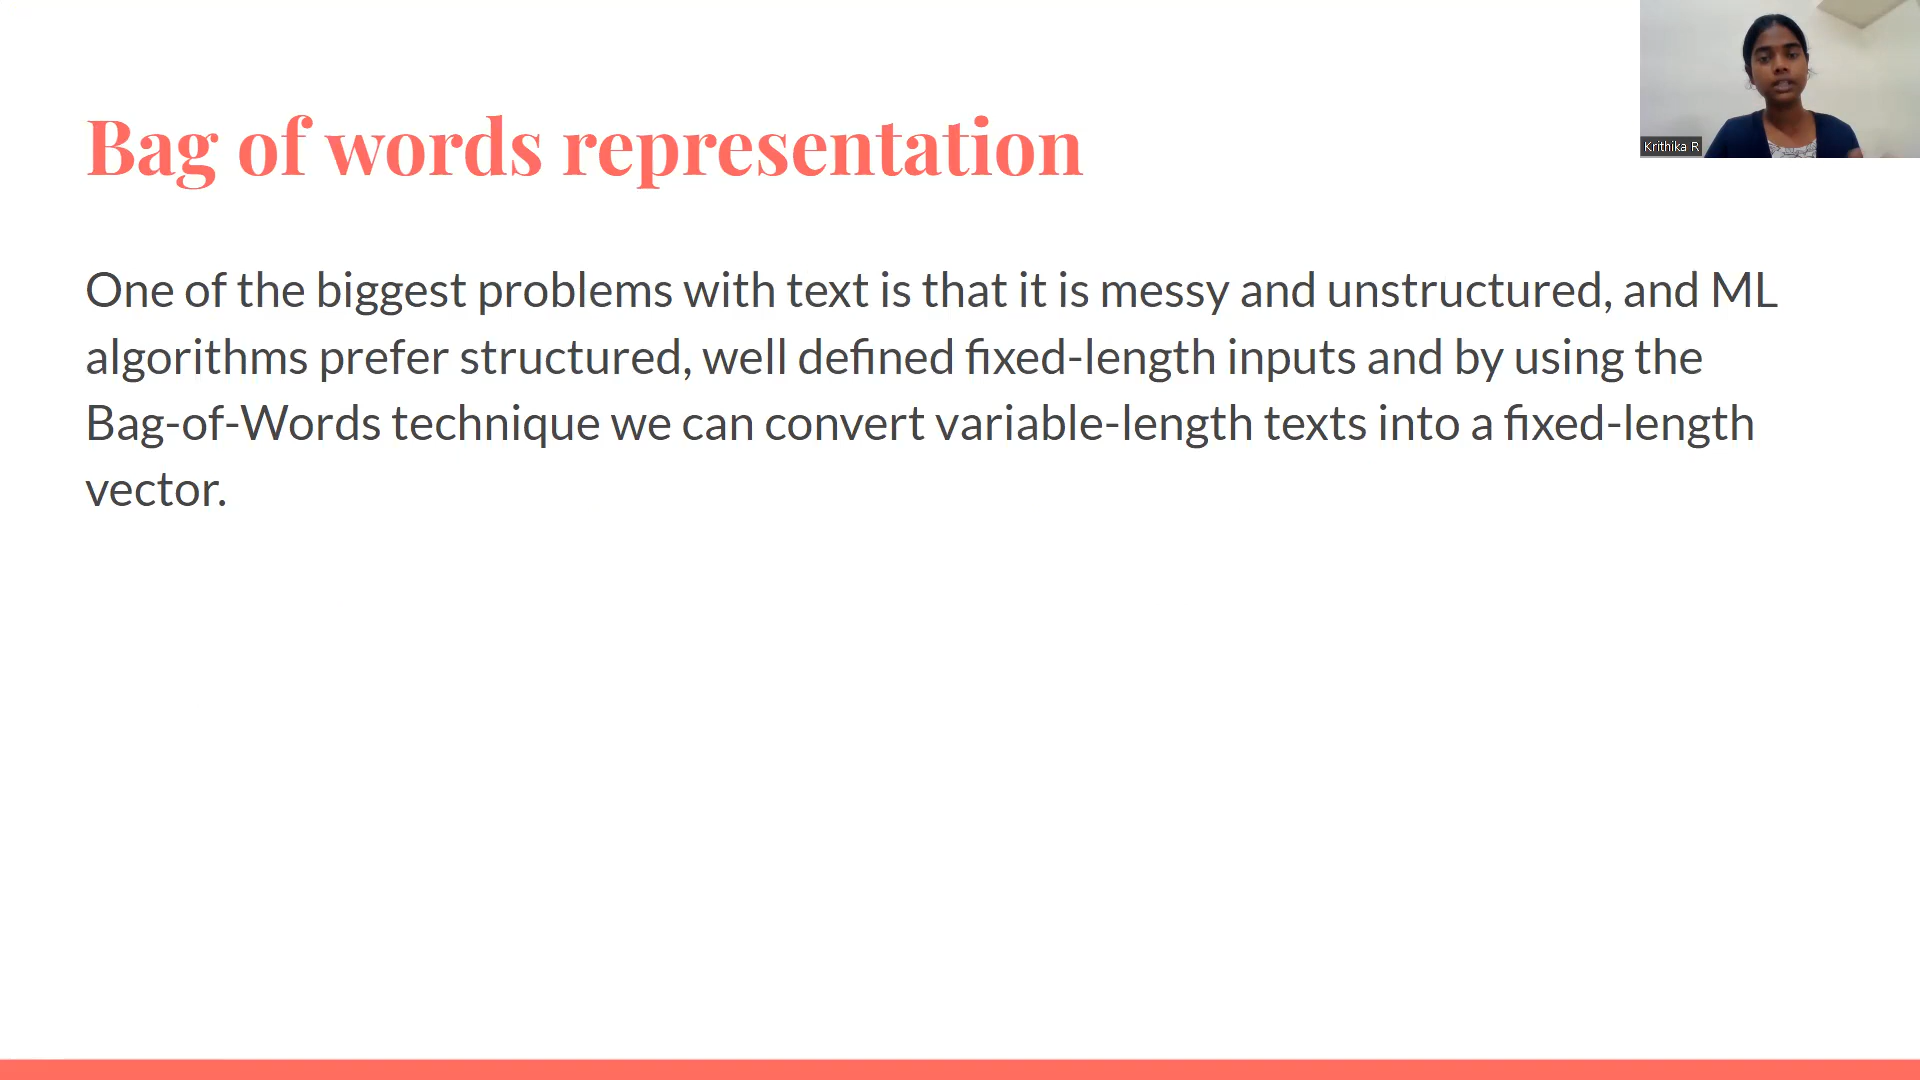 Bag of words representation
Krithika R
One of the biggest problems with text is that it is messy and unstructured, and ML
algorithms prefer structured, well defined fixed-length inputs and by using the
Bag-of-Words technique we can convert variable-length texts into a fixed-length
vector.